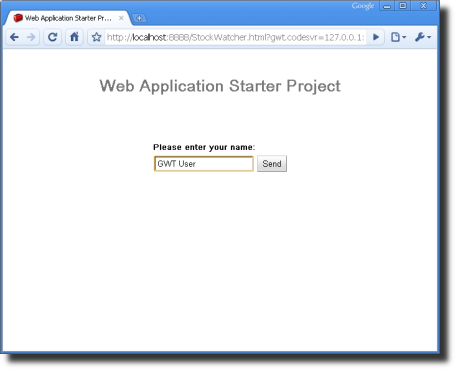 Google
Web Application Starter Pr...
http://localhost:8888/StockWatcher.html?gwt.codesvr=127.0.0.1:
Web Application Starter Project
Please enter your name:
GWT User Send